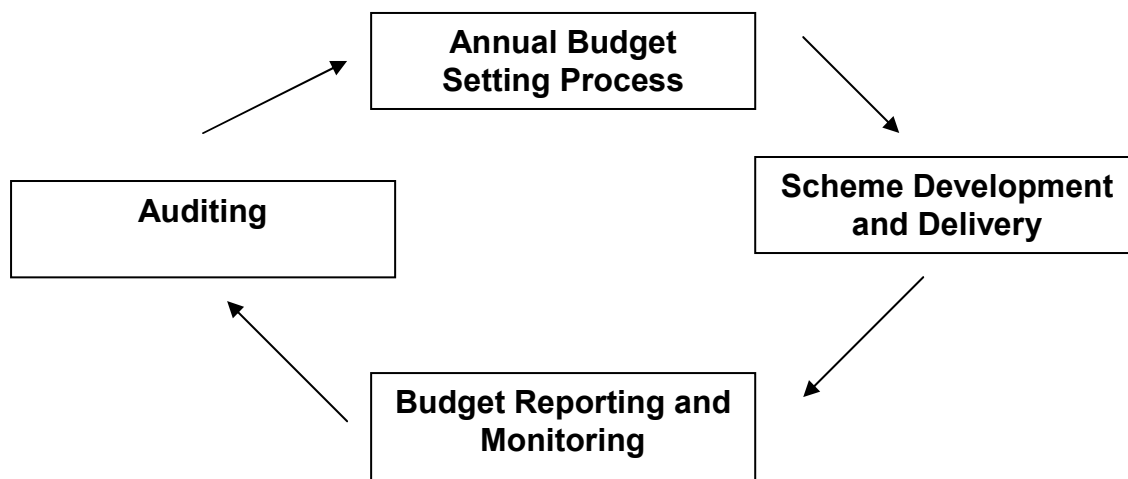 Annual Budget
Setting Process
Scheme Development
and Delivery
Auditing
Budget Reporting and
Monitoring